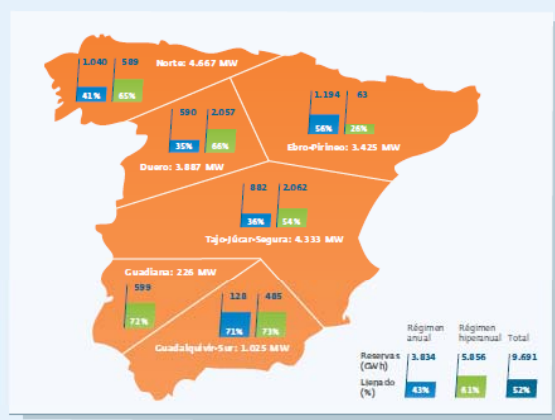 Norte: 4.667 MW
1.040 589
41% 65%
1.194 63
56% 26%
Ebro-Pirineo: 3.425 MW
590 2.057
35% 66%
Duero: 3.887 MW
882 2.062
36% 54%
Tajo-Júcar-Segura: 4.333 MW
Guadiana: 226 MW
599
72%
128 485
71% 73%
Guadalquivir-Sur: 1.025 MW
Régimen anual
Régimen hiperanual
Total
Reservas (GWh)
3.834 5.856 9.691
Llenado (%)
43% 61% 52%